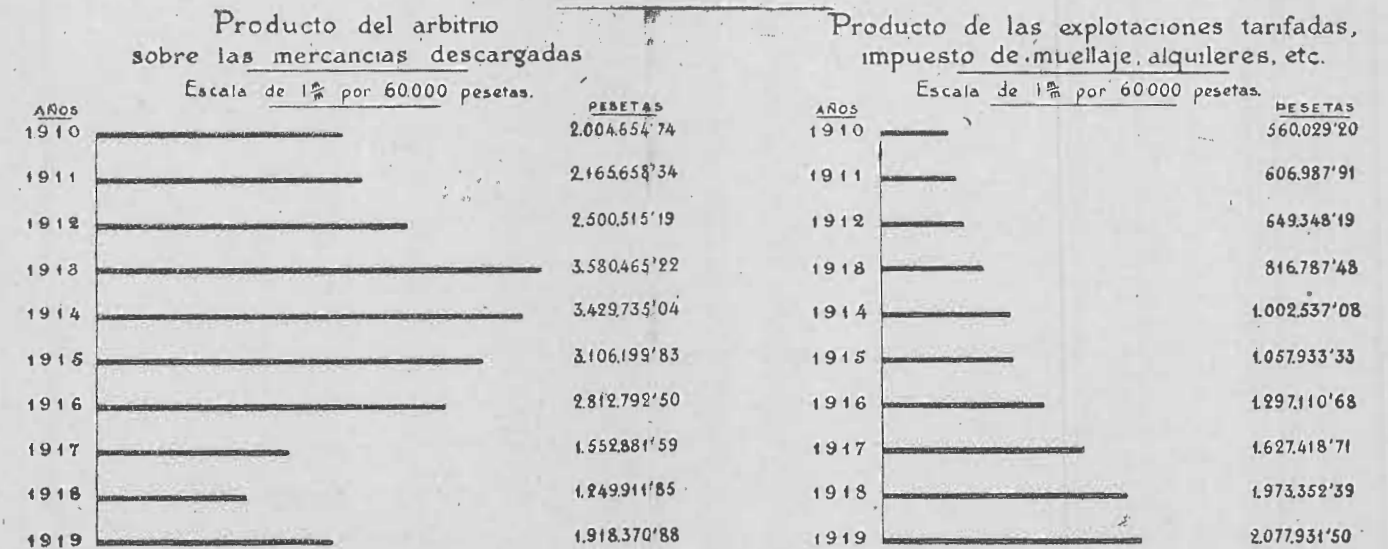 Producto del arbitrio
sobre las mercancias descargadas
Escala de 1 m/m por 60.000 pesetas.
AÑOS PESETAS
1910 2.004.654'74
1911 2.165.658'34
1912 2.500.515'19
1913 3.580.465'22
1914 3.429.735'04
1915 3.106.199'83
1916 2.812.792'50
1917 1.552.881'59
1918 1.249.911'85
1919 1.918.370'88
Producto de las explotaciones tarifadas,
impuesto de muellaje, alquileres, etc.
Escala de 1 m/m por 60000 pesetas.
AÑOS PESETAS
1910 560.029'20
1911 606.987'91
1912 649.348'19
1913 816.787'48
1914 1.002.537'08
1915 1.057.933'33
1916 1.297.110'68
1917 1.627.418'71
1918 1.973.352'39
1919 2.077.931'50